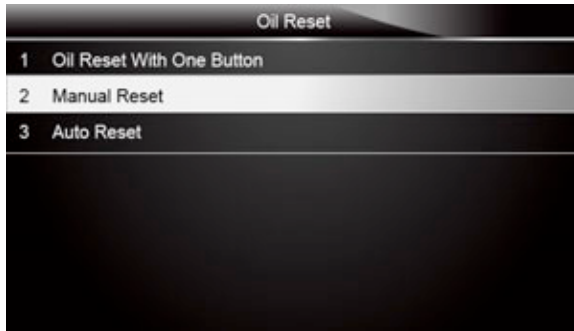 Oil Reset
1 Oil Reset With One Button
2 Manual Reset
3 Auto Reset